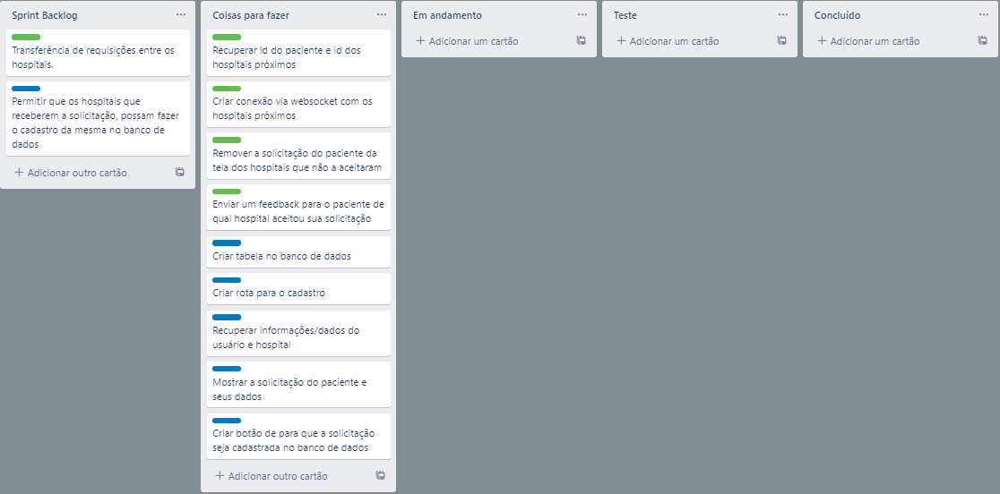 Sprint Backlog
Transferência de requisições entre os
hospitais.
Permitir que os hospitais que
receberem a solicitação, possam fazer
o cadastro da mesma no banco de
dados
Adicionar outro cartão
Coisas para fazer
Recuperar id do paciente e id dos
hospitais próximos
Criar conexão via websocket com os
hospitais próximos
Remover a solicitação do paciente da
tela dos hospitais que não a aceitaram
Enviar um feedback para o paciente de
qual hospital aceitou sua solicitação
Criar tabela no banco de dados
Criar rota para o cadastro
Recuperar informações/dados do
usuário e hospital
Mostrar a solicitação do paciente e
seus dados
Criar botão de para que a solicitação
seja cadastrada no banco de dados
Adicionar outro cartão
Em andamento
Adicionar um cartão
Teste
Adicionar um cartão
Concluído
Adicionar um cartão